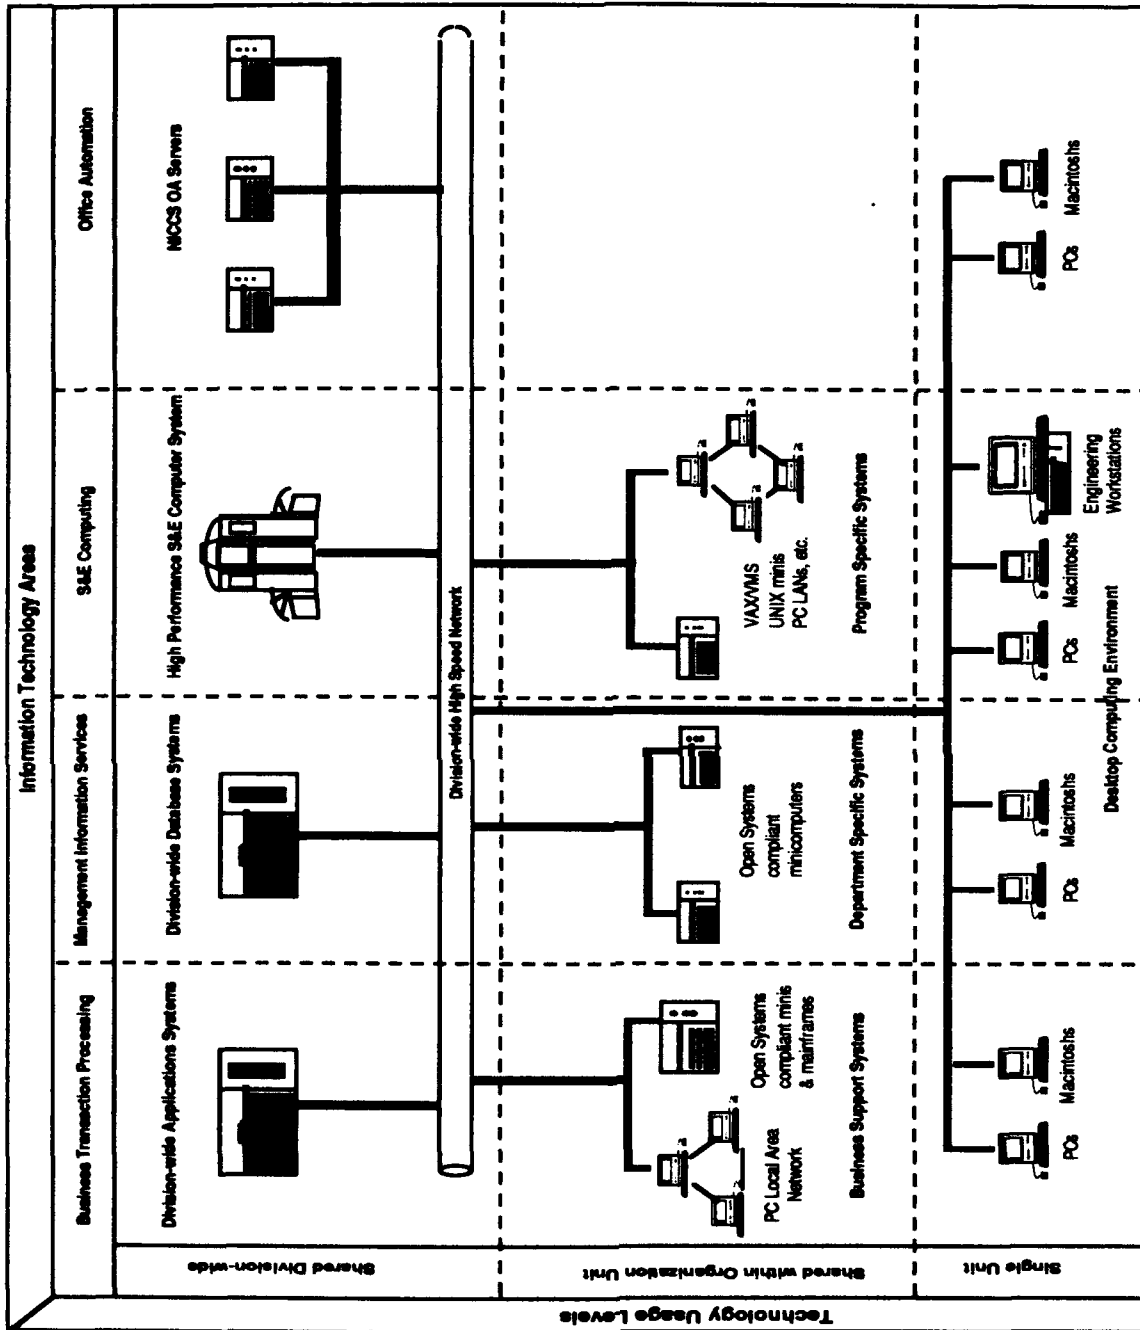 Information Technology Areas
Business Transaction Processing
Management Information Services
S&E Computing
Office Automation
Technology Usage Levels
Shared Division-wide
Division-wide Applications Systems
Division-wide Database Systems
High Performance S&E Computer System
NICCS OA Servers
Division-wide High Speed Network
Shared within Organization Unit
PC Local Area
Network
Open Systems
compliant minis
& mainframes
Business Support Systems
Open Systems
compliant
minicomputers
Department Specific Systems
VAX/VMS
UNIX minis
PC LANs, etc.
Program Specific Systems
Single Unit
PCs
Macintoshs
PCs
Macintoshs
PCs
Macintoshs
Engineering
Workstations
PCs
Macintoshs
Desktop Computing Environment